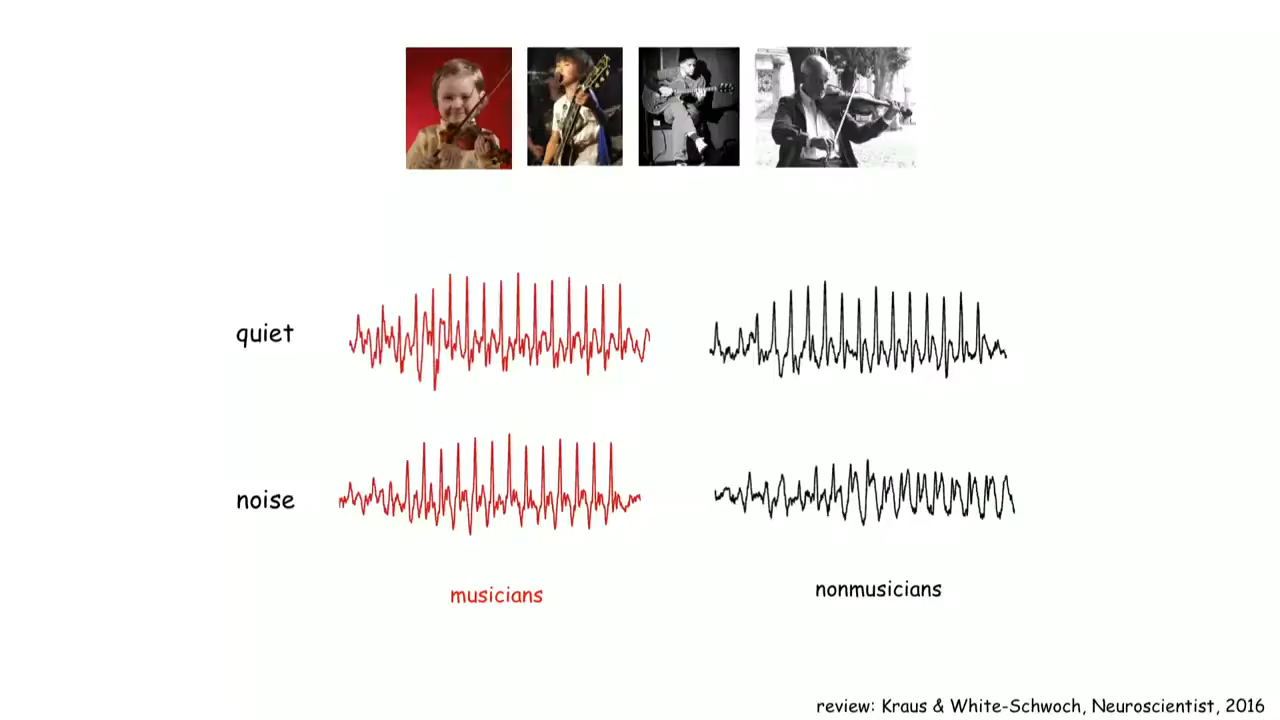 quiet
noise
musicians
nonmusicians
review: Kraus & White-Schwoch, Neuroscientist, 2016